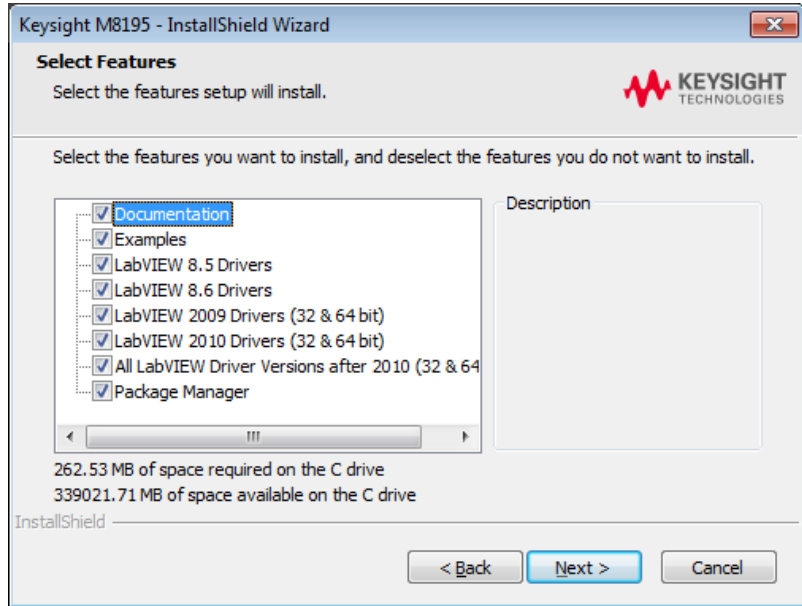 Keysight M8195 - InstallShield Wizard
Select Features
Select the features setup will install.
KEYSIGHT
TECHNOLOGIES
Select the features you want to install, and deselect the features you do not want to install.
Documentation
Examples
LabVIEW 8.5 Drivers
LabVIEW 8.6 Drivers
LabVIEW 2009 Drivers (32 & 64 bit)
LabVIEW 2010 Drivers (32 & 64 bit)
All LabVIEW Driver Versions after 2010 (32 & 64
Package Manager
Description
262.53 MB of space required on the C drive
339021.71 MB of space available on the C drive
InstallShield
< Back
Next >
Cancel